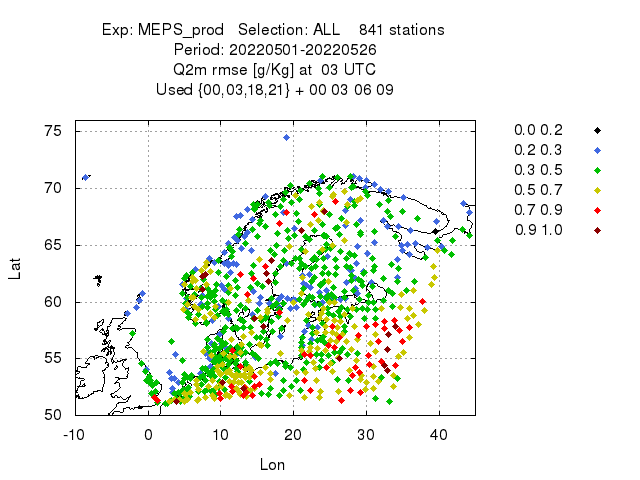 Exp: MEPS_prod Selection: ALL 841 stations
Period: 20220501-20220526
Q2m rmse [g/Kg] at 03 UTC
Used {00,03,18,21} + 00 03 06 09
0.0 0.2
0.2 0.3
0.3 0.5
0.5 0.7
0.7 0.9
0.9 1.0
75
70
65
60
55
50
Lat
-10 0 10 20 30 40
Lon